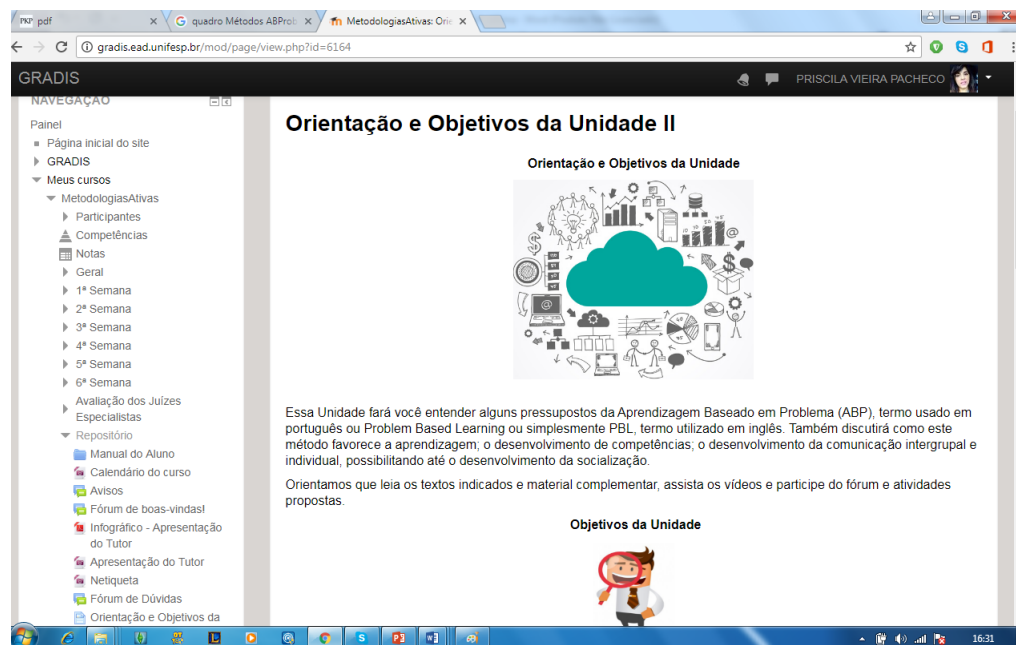 PKP pdf
G quadro Métodos ABProb
MetodologiasAtivas: Orie
gradis.ead.unifesp.br/mod/page/view.php?id=6164
GRADIS
PRISCILA VIEIRA PACHECO
NAVEGAÇÃO
Painel
Página inicial do site
GRADIS
Meus cursos
MetodologiasAtivas
Participantes
Competências
Notas
Geral
1ª Semana
2ª Semana
3ª Semana
4ª Semana
5ª Semana
6ª Semana
Avaliação dos Juízes
Especialistas
Repositório
Manual do Aluno
Calendário do curso
Avisos
Fórum de boas-vindas!
Infográfico - Apresentação
do Tutor
Apresentação do Tutor
Netiqueta
Fórum de Dúvidas
Orientação e Objetivos da
Orientação e Objetivos da Unidade II
Orientação e Objetivos da Unidade
Essa Unidade fará você entender alguns pressupostos da Aprendizagem Baseado em Problema (ABP), termo usado em
português ou Problem Based Learning ou simplesmente PBL, termo utilizado em inglês. Também discutirá como este
método favorece a aprendizagem; o desenvolvimento de competências; o desenvolvimento da comunicação intergrupal e
individual, possibilitando até o desenvolvimento da socialização.
Orientamos que leia os textos indicados e material complementar, assista os vídeos e participe do fórum e atividades
propostas.
Objetivos da Unidade
16:31